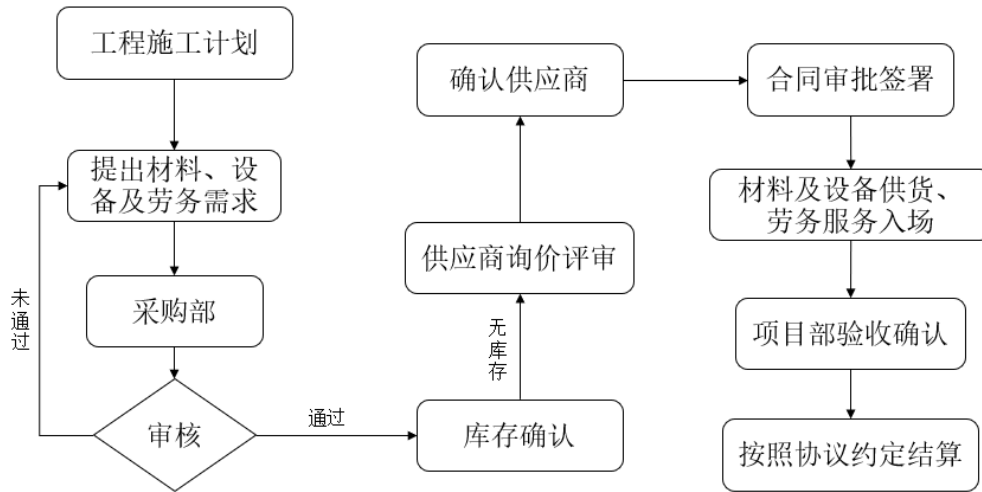 工程施工计划
提出材料、设
备及劳务需求
采购部
未通过
审核
通过
库存确认
无库存
供应商询价评审
确认供应商
合同审批签署
材料及设备供货、
劳务服务入场
项目部验收确认
按照协议约定结算